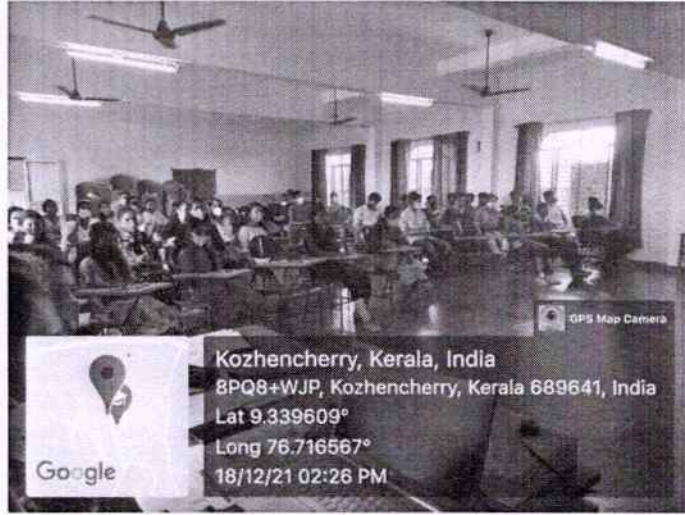 GPS Map Camera
Kozhencherry, Kerala, India
8PQ8+WJP, Kozhencherry, Kerala 689641, India
Lat 9.339609°
Long 76.716567°
18/12/21 02:26 PM
Google